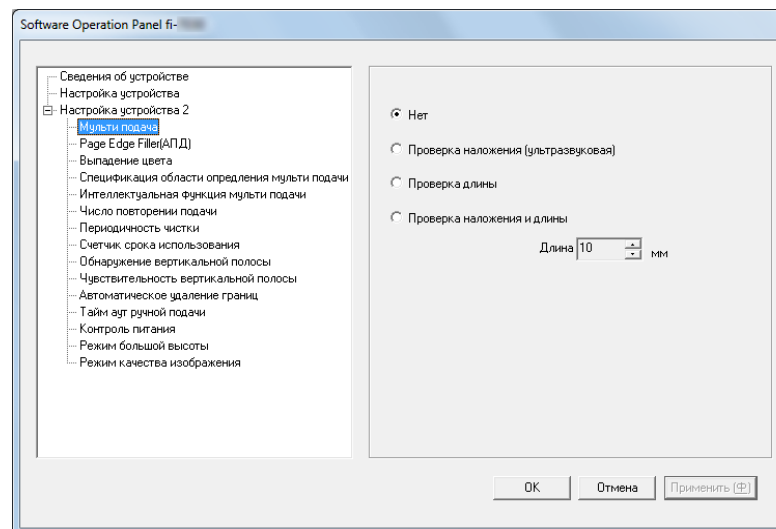 Software Operation Panel fi-
Сведения об устройстве
Настройка устройства
Настройка устройства 2
Мульти подача
Page Edge Filler(АПД)
Выпадение цвета
Спецификация области опредления мульти подачи
Интеллектуальная функция мульти подачи
Число повторении подачи
Периодичность чистки
Счетчик срока использования
Обнаружение вертикальной полосы
Чувствительность вертикальной полосы
Автоматическое удаление границ
Тайм аут ручной подачи
Контроль питания
Режим большой высоты
Режим качества изображения
Нет
Проверка наложения (ультразвуковая)
Проверка длины
Проверка наложения и длины
Длина 10 мм
OK Отмена Применить (Ф)